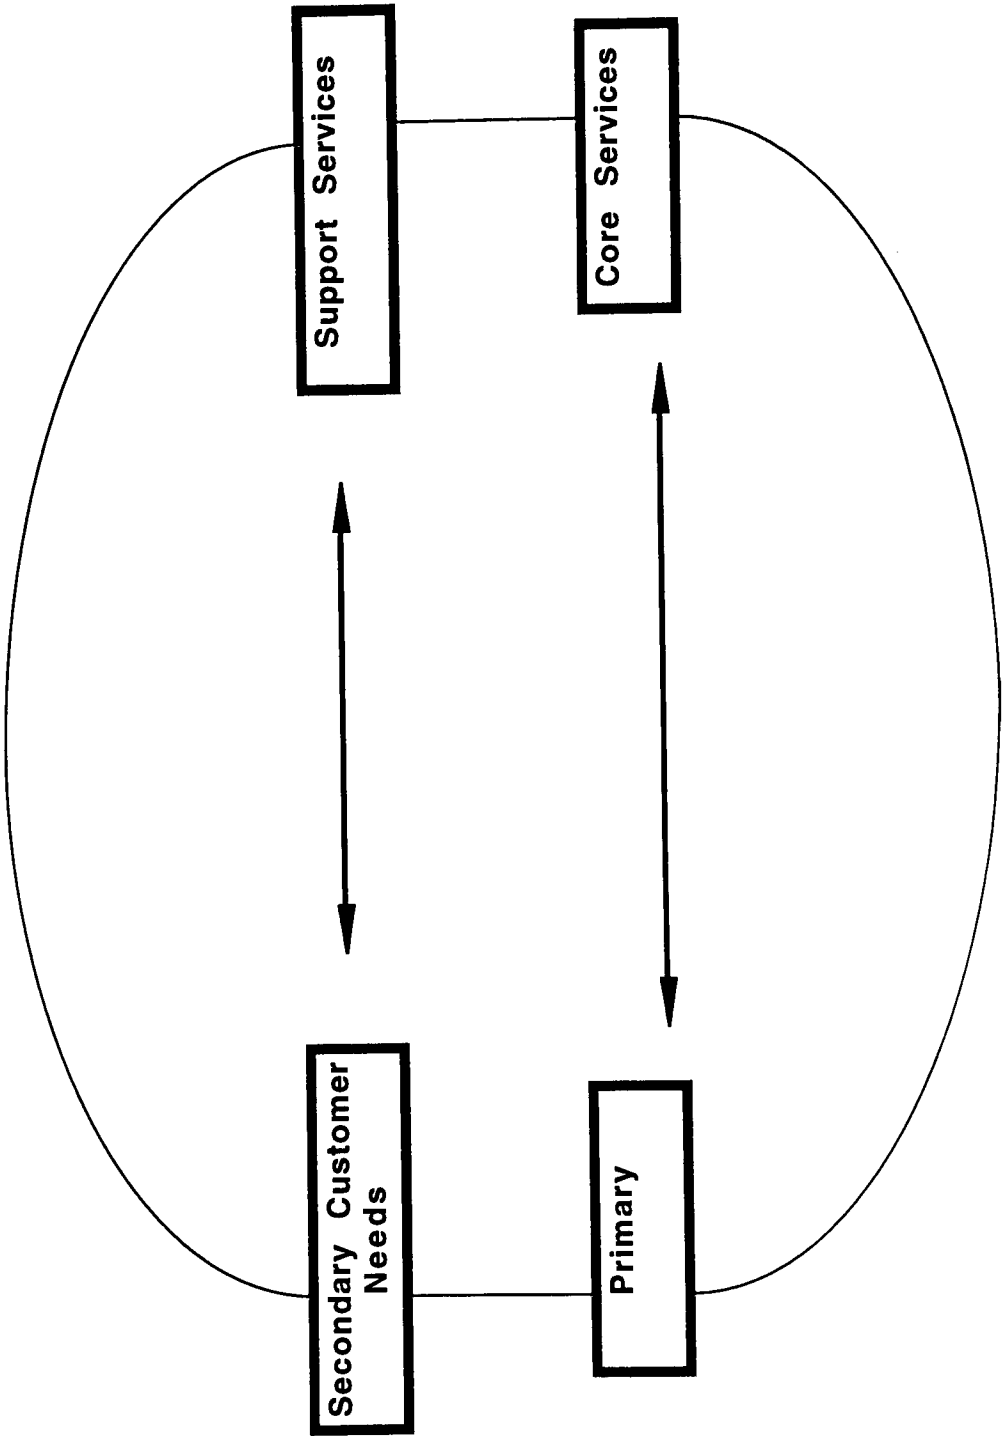 Secondary Customer
Needs
Support Services
Primary
Core Services